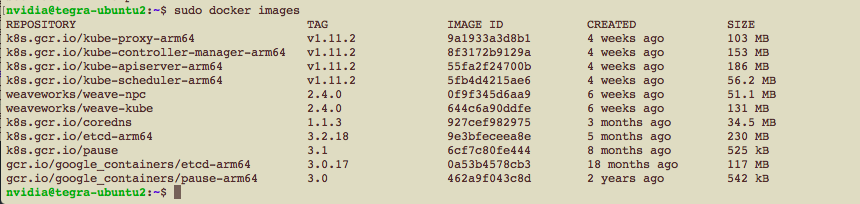 [nvidia@tegra-ubuntu2:~$ sudo docker images
REPOSITORY TAG IMAGE ID CREATED SIZE
k8s.gcr.io/kube-proxy-arm64 v1.11.2 9a1933a3d8b1 4 weeks ago 103 MB
k8s.gcr.io/kube-controller-manager-arm64 v1.11.2 8f3172b9129a 4 weeks ago 153 MB
k8s.gcr.io/kube-apiserver-arm64 v1.11.2 55fa2f24700b 4 weeks ago 186 MB
k8s.gcr.io/kube-scheduler-arm64 v1.11.2 5fb4d4215ae6 4 weeks ago 56.2 MB
weaveworks/weave-npc 2.4.0 0f9f345d6aa9 6 weeks ago 51.1 MB
weaveworks/weave-kube 2.4.0 644c6a90ddfe 6 weeks ago 131 MB
k8s.gcr.io/coredns 1.1.3 927cef982975 3 months ago 34.5 MB
k8s.gcr.io/etcd-arm64 3.2.18 9e3bfeceea8e 5 months ago 230 MB
k8s.gcr.io/pause 3.1 6cf7c80fe444 8 months ago 525 kB
gcr.io/google_containers/etcd-arm64 3.0.17 0a53b4578cb3 18 months ago 117 MB
gcr.io/google_containers/pause-arm64 3.0 462a9f043c8d 2 years ago 542 kB
nvidia@tegra-ubuntu2:~$